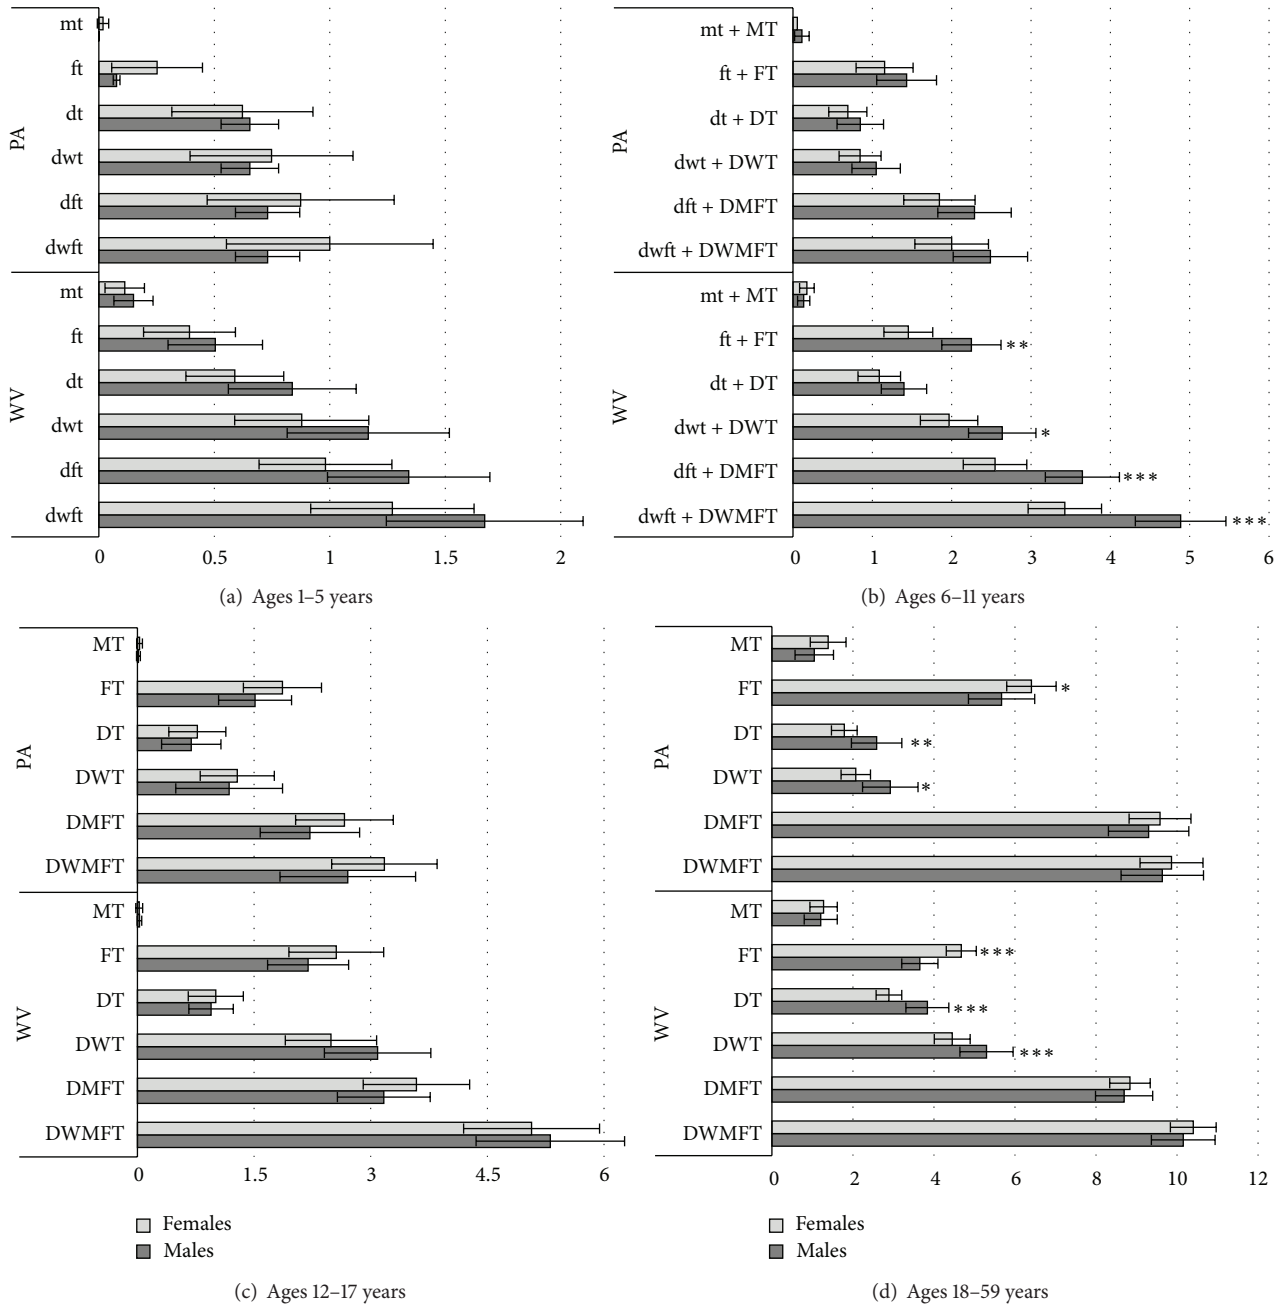 PA
mt
ft
dt
dwt
dft
dwft
WV
mt
ft
dt
dwt
dft
dwft
0 0.5 1 1.5 2
(a) Ages 1–5 years
PA
mt + MT
ft + FT
dt + DT
dwt + DWT
dft + DMFT
dwft + DWMFT
WV
mt + MT
ft + FT **
dt + DT
dwt + DWT *
dft + DMFT ***
dwft + DWMFT ***
0 1 2 3 4 5 6
(b) Ages 6–11 years
PA
MT
FT
DT
DWT
DMFT
DWMFT
WV
MT
FT
DT
DWT
DMFT
DWMFT
0 1.5 3 4.5 6
Females
Males
(c) Ages 12–17 years
PA
MT
FT *
DT **
DWT *
DMFT
DWMFT
WV
MT
FT ***
DT ***
DWT ***
DMFT
DWMFT
0 2 4 6 8 10 12
Females
Males
(d) Ages 18–59 years